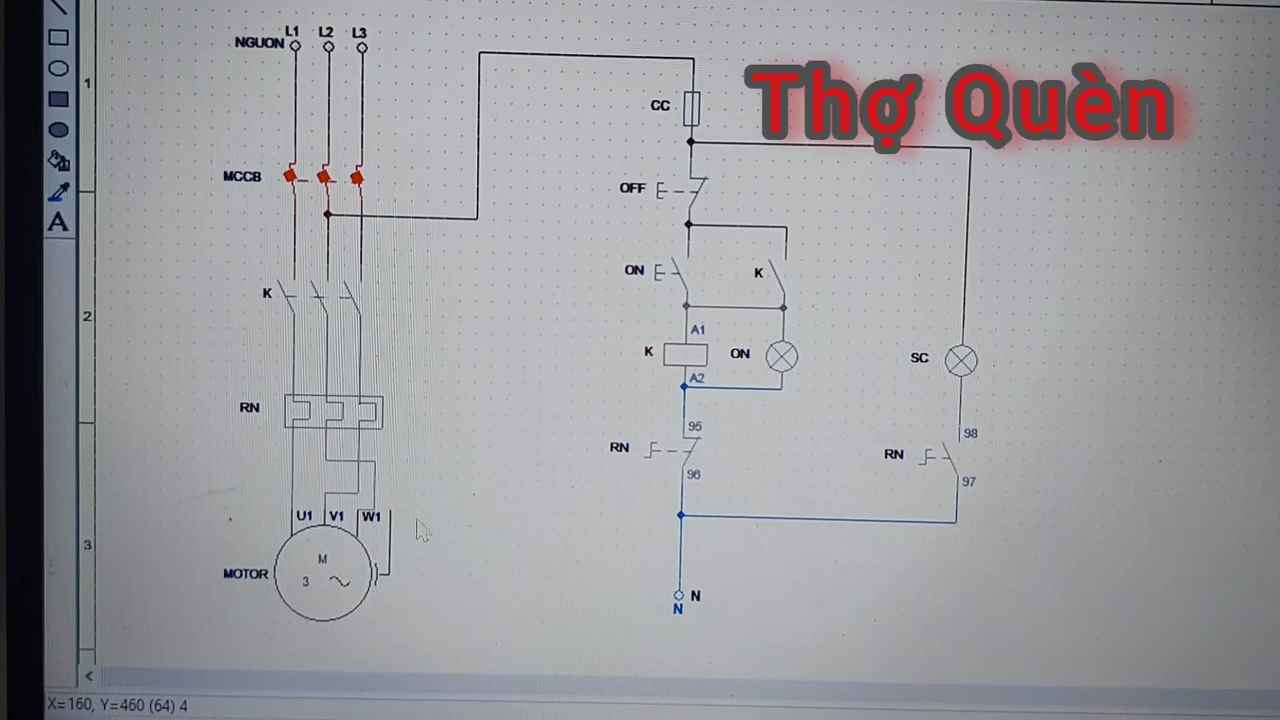 L1 L2 L3
NGUON
Thợ Quèn
1
CC
MCCB
OFF
ON
K
K
2
A1
K
ON
SC
A2
RN
95
98
RN
RN
96
97
U1 V1 W1
3
M
MOTOR
3
N
N
A
X=160, Y=460 (64) 4